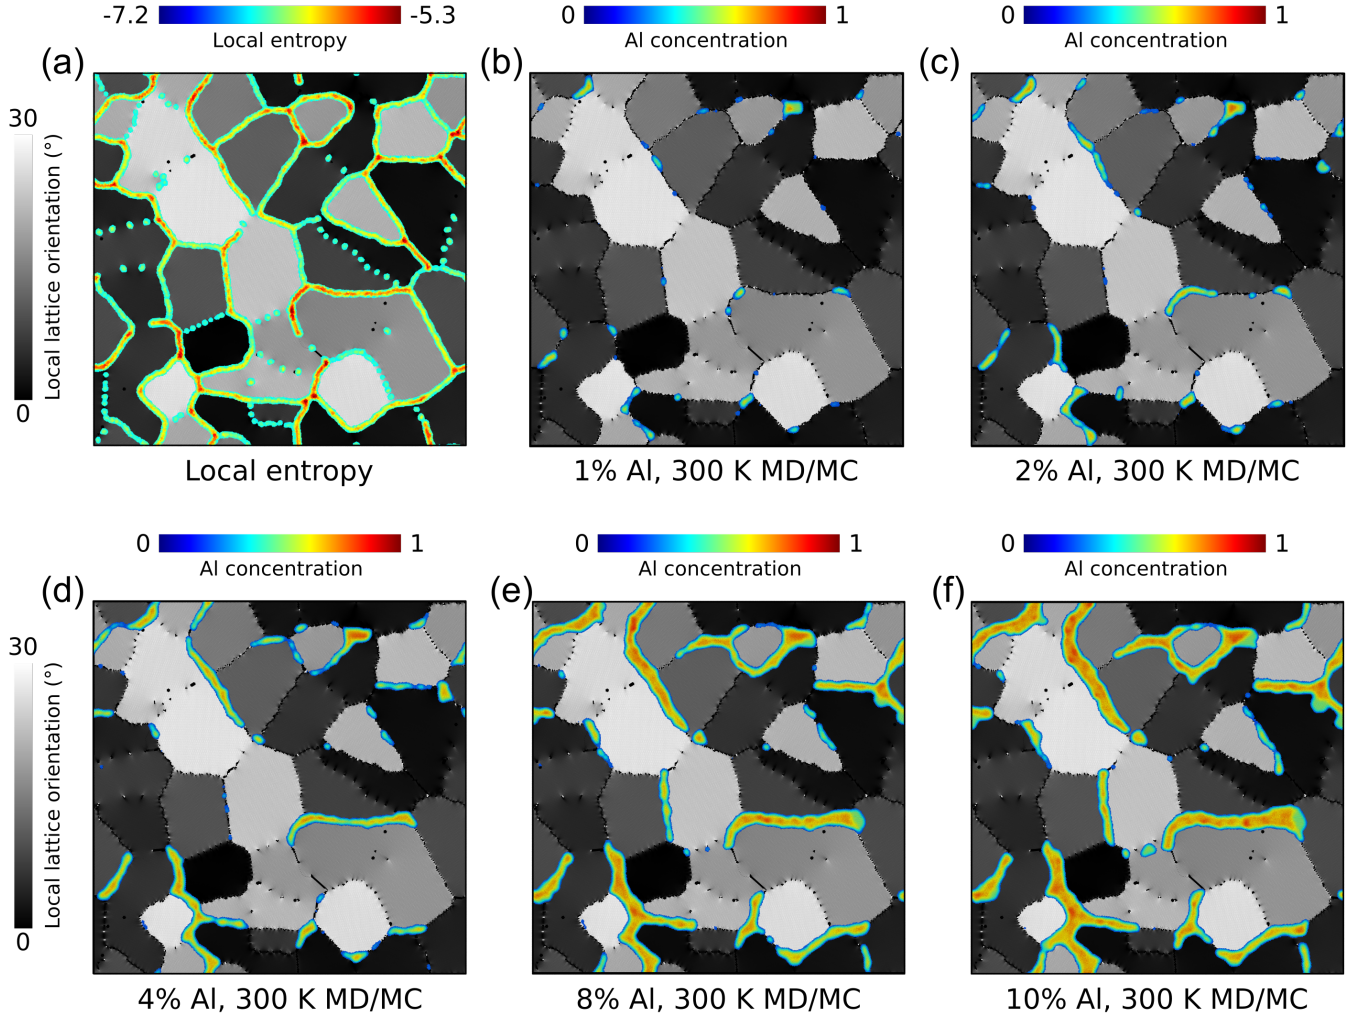 -7.2 -5.3
Local entropy
(a)
0 1
Al concentration
(b)
0 1
Al concentration
(c)
30
Local lattice orientation (°)
0
Local entropy
1% Al, 300 K MD/MC
2% Al, 300 K MD/MC
0 1
Al concentration
(d)
0 1
Al concentration
(e)
0 1
Al concentration
(f)
30
Local lattice orientation (°)
0
4% Al, 300 K MD/MC
8% Al, 300 K MD/MC
10% Al, 300 K MD/MC